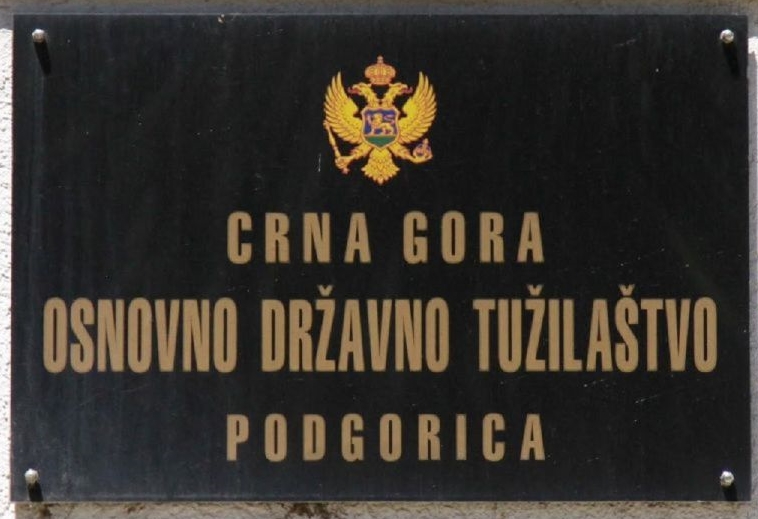 CRNA GORA
OSNOVNO DRŽAVNO TUŽILAŠTVO
PODGORICA